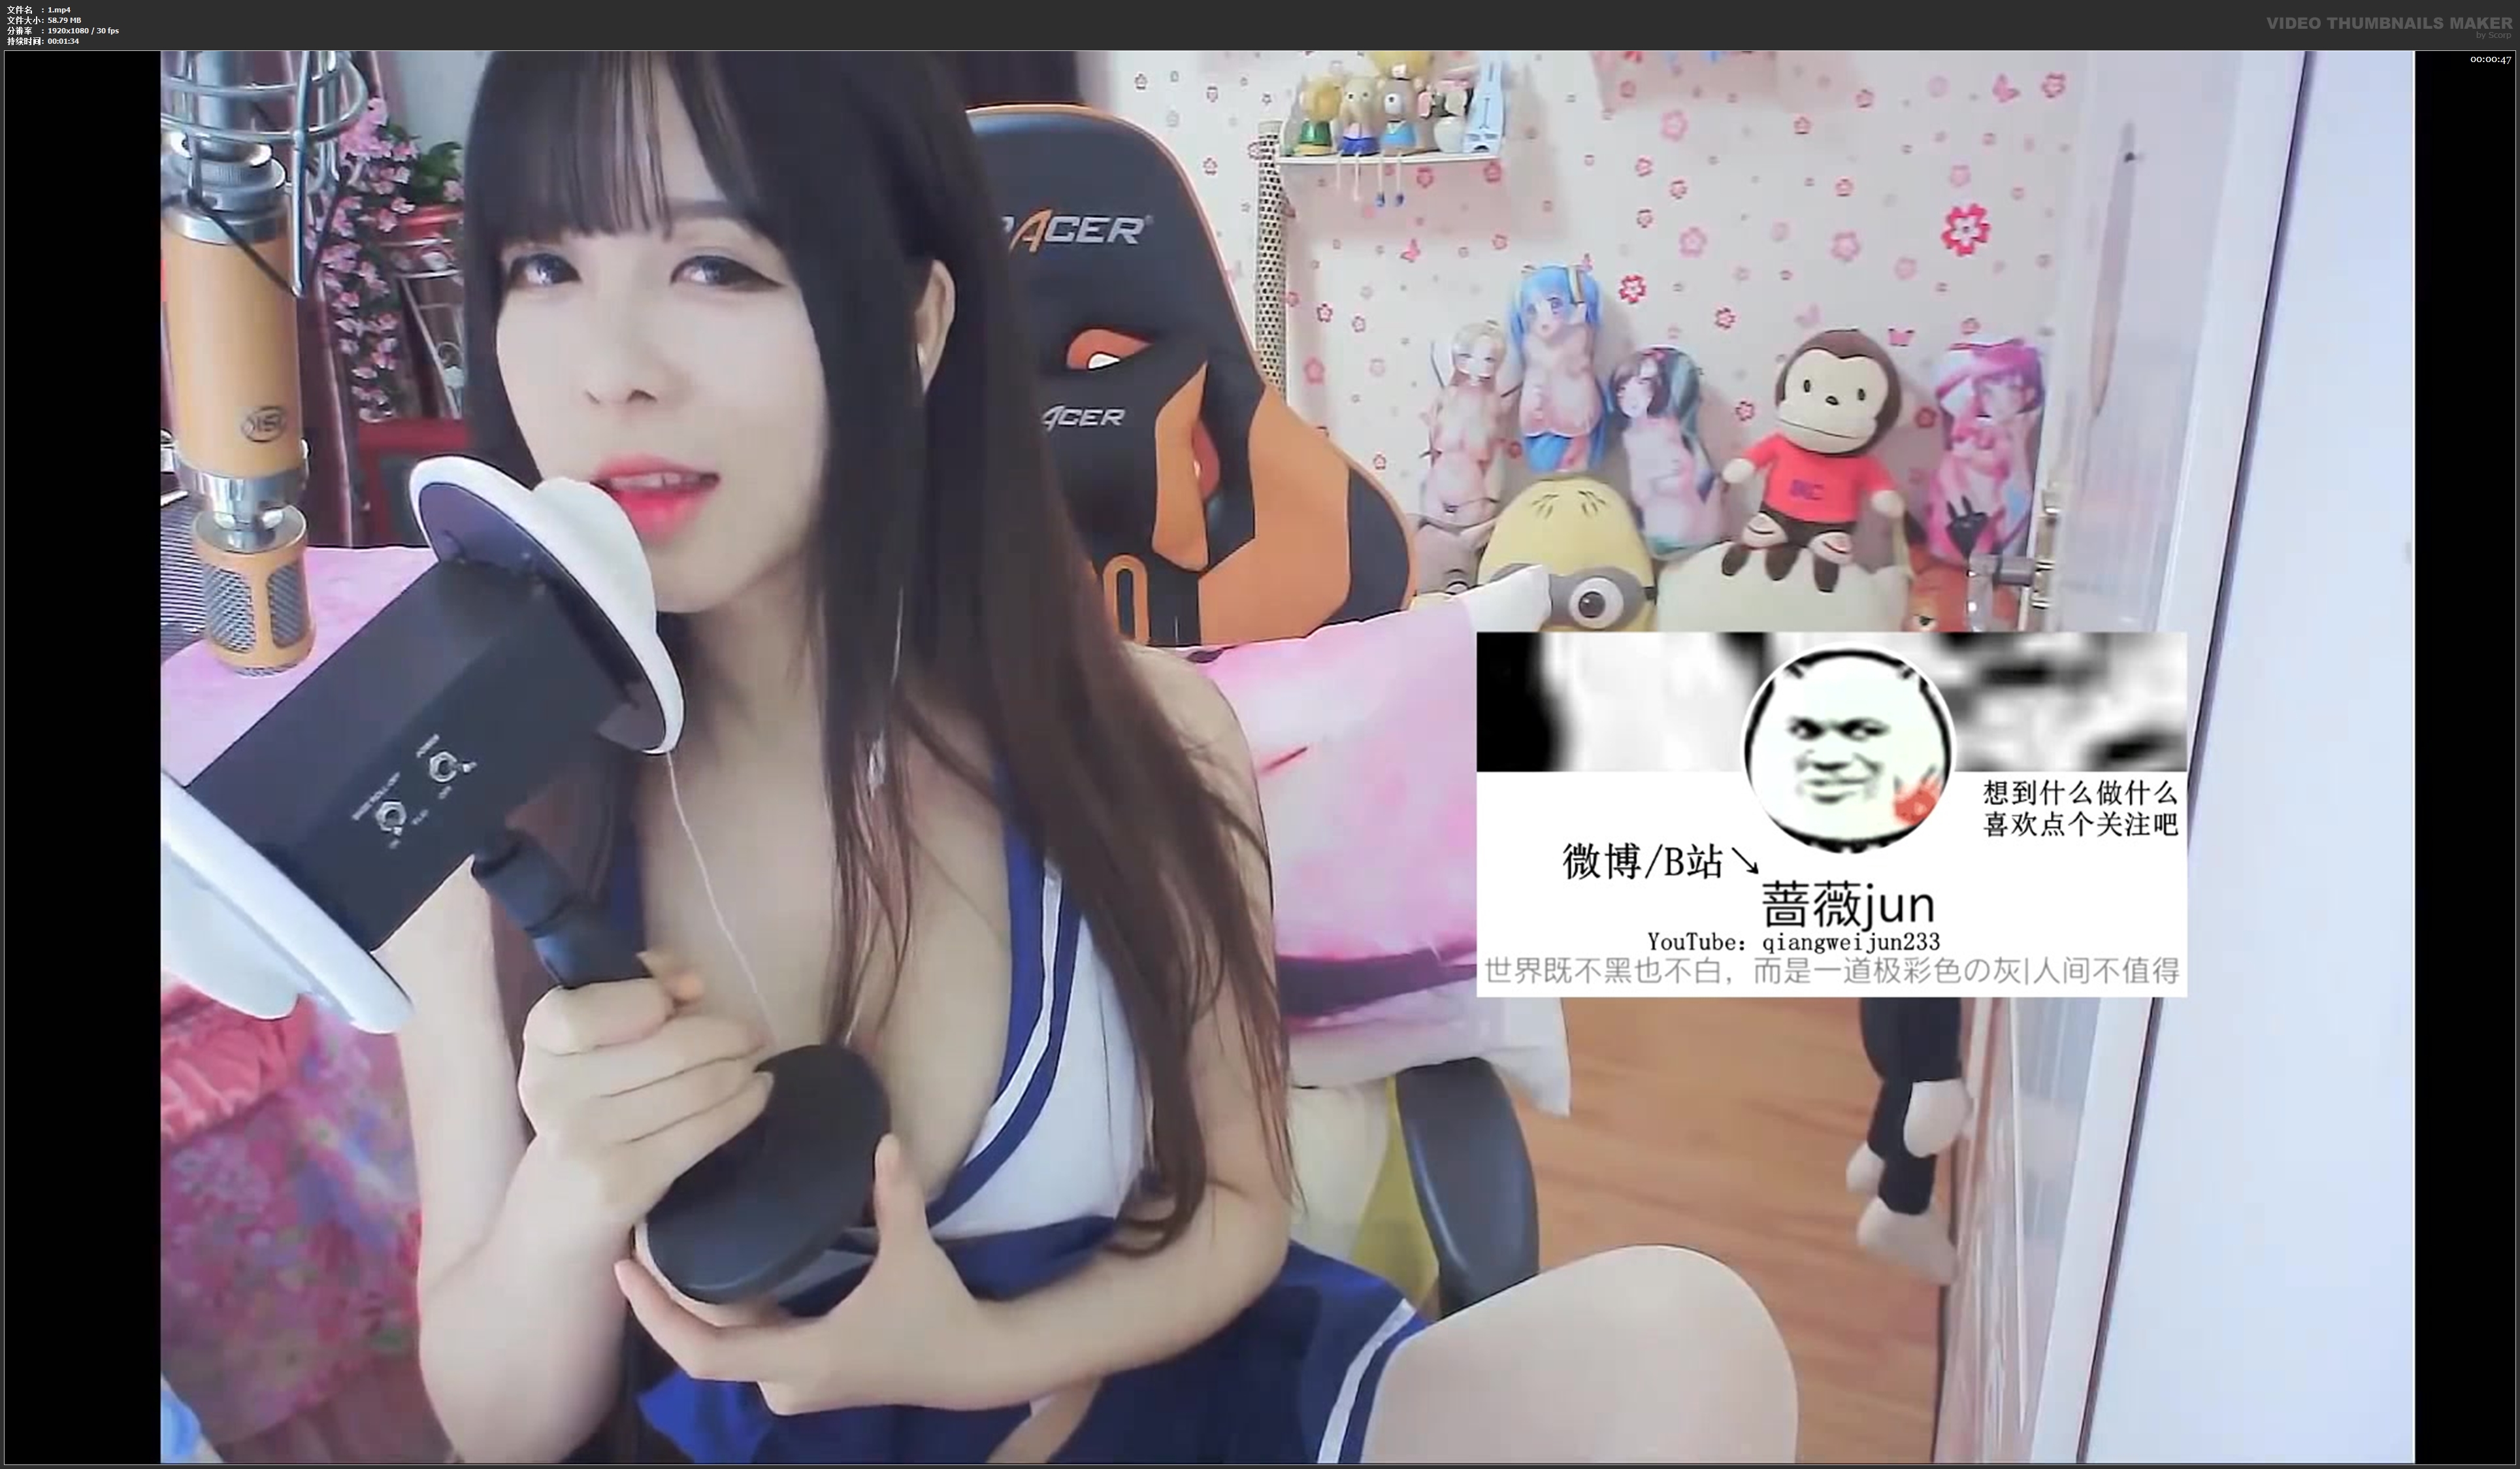 文件名 : 1.mp4
文件大小: 58.79 MB
分辨率 : 1920x1080 / 30 fps
持续时间: 00:01:34
VIDEO THUMBNAILS MAKER
by Scorp
00:00:47
ACER
ACER
想到什么做什么
喜欢点个关注吧
微博/B站↘
蔷薇jun
YouTube: qiangweijun233
世界既不黑也不白，而是一道极彩色の灰|人间不值得